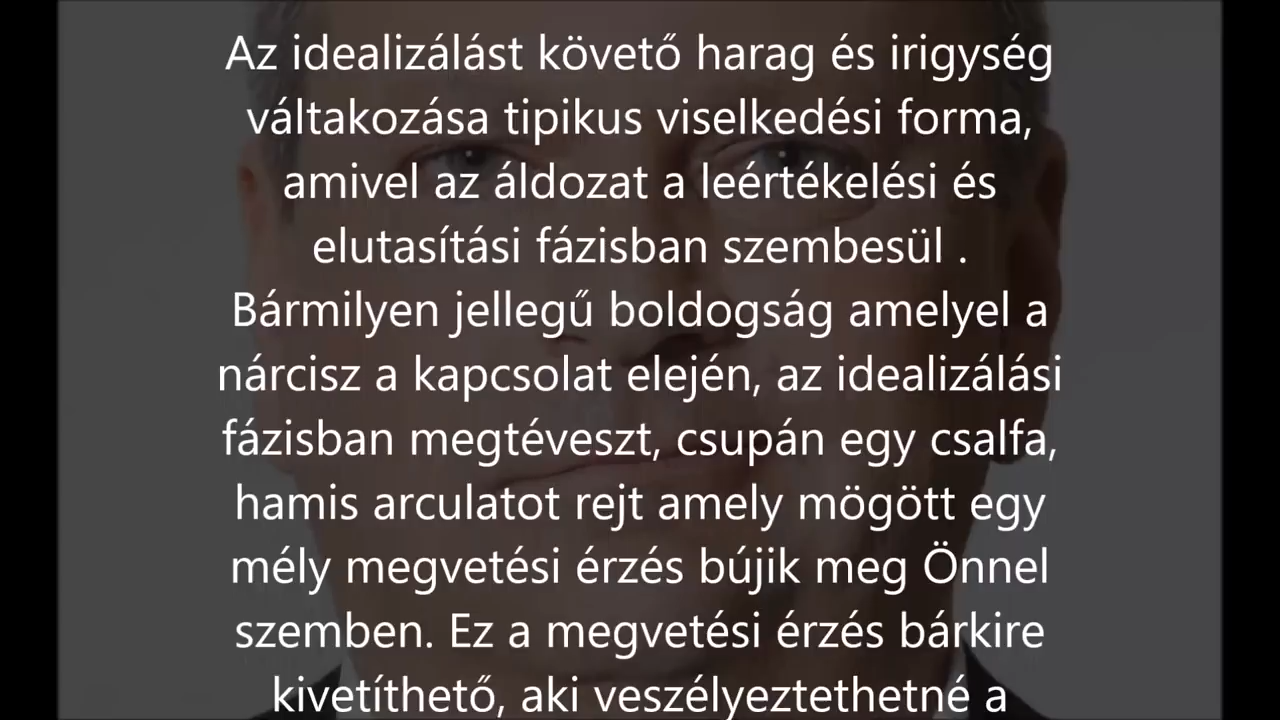 Az idealizálást követő harag és irigység
váltakozása tipikus viselkedési forma,
amivel az áldozat a leértékelési és
elutasítási fázisban szembesül .
Bármilyen jellegű boldogság amelyel a
nárcisz a kapcsolat elején, az idealizálási
fázisban megtéveszt, csupán egy csalfa,
hamis arculatot rejt amely mögött egy
mély megvetési érzés bújik meg Önnel
szemben. Ez a megvetési érzés bárkire
kivetíthető, aki veszélyeztethetné a